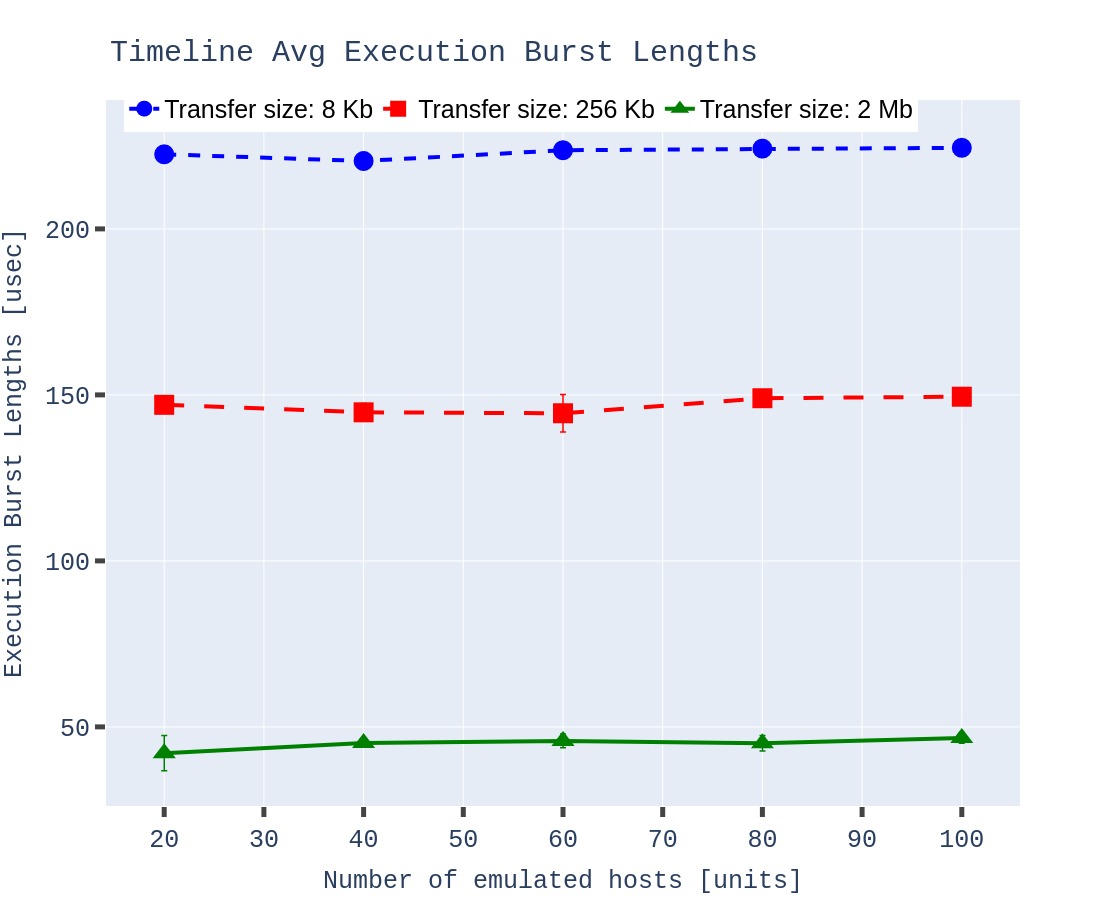 Timeline Avg Execution Burst Lengths
Transfer size: 8 Kb Transfer size: 256 Kb Transfer size: 2 Mb
Execution Burst Lengths [usec]
200
150
100
50
20 30 40 50 60 70 80 90 100
Number of emulated hosts [units]